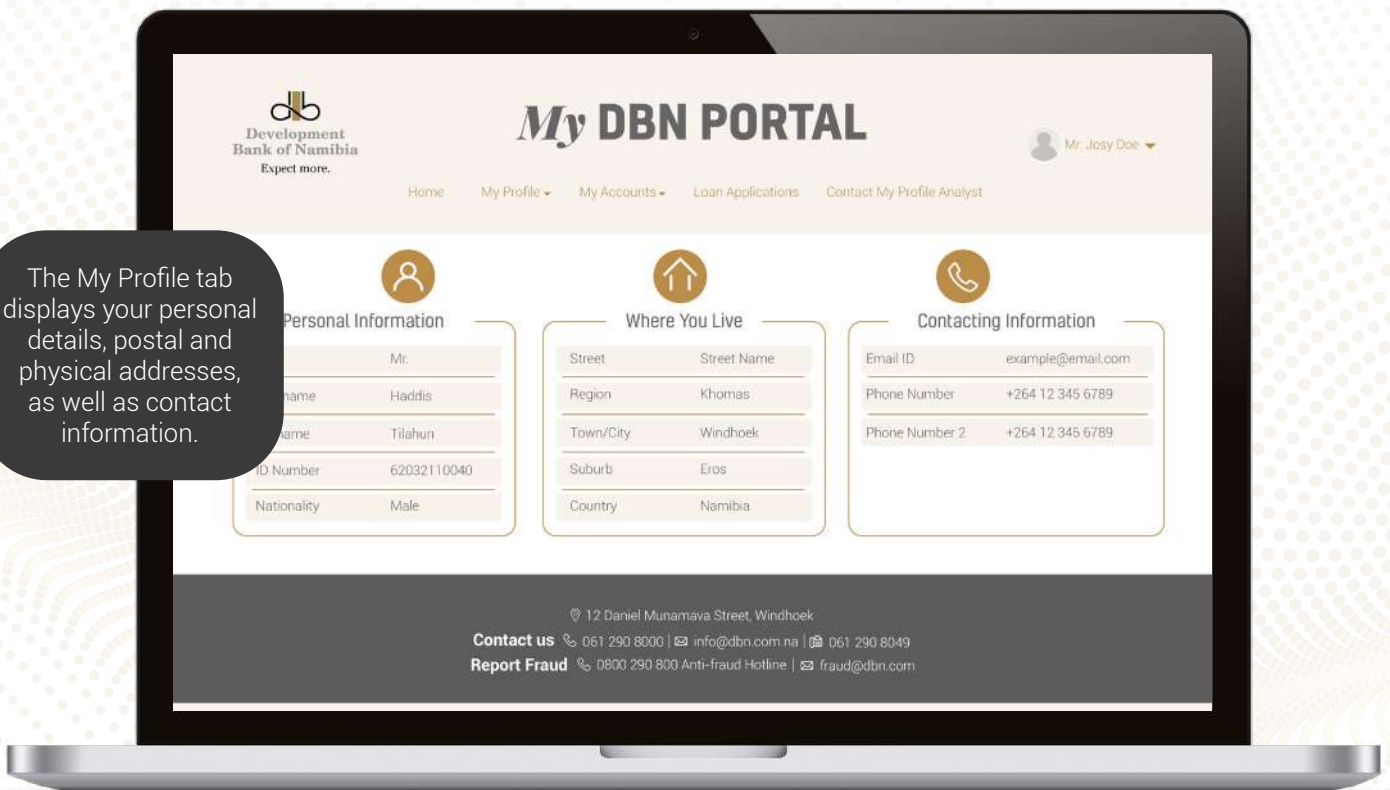 Development
Bank of Namibia
Expect more.
My DBN PORTAL
Mr. Josy Doe
Home My Profile My Accounts Loan Applications Contact My Profile Analyst
The My Profile tab
displays your personal
details, postal and
physical addresses,
as well as contact
information.
Personal Information
Mr.
name Haddis
name Tilahun
ID Number 62032110040
Nationality Male
Where You Live
Street Street Name
Region Khomas
Town/City Windhoek
Suburb Eros
Country Namibia
Contacting Information
Email ID example@email.com
Phone Number +264 12 345 6789
Phone Number 2 +264 12 345 6789
12 Daniel Munamava Street, Windhoek
Contact us 061 290 8000 | info@dbn.com.na | 061 290 8049
Report Fraud 0800 290 800 Anti-fraud Hotline | fraud@dbn.com